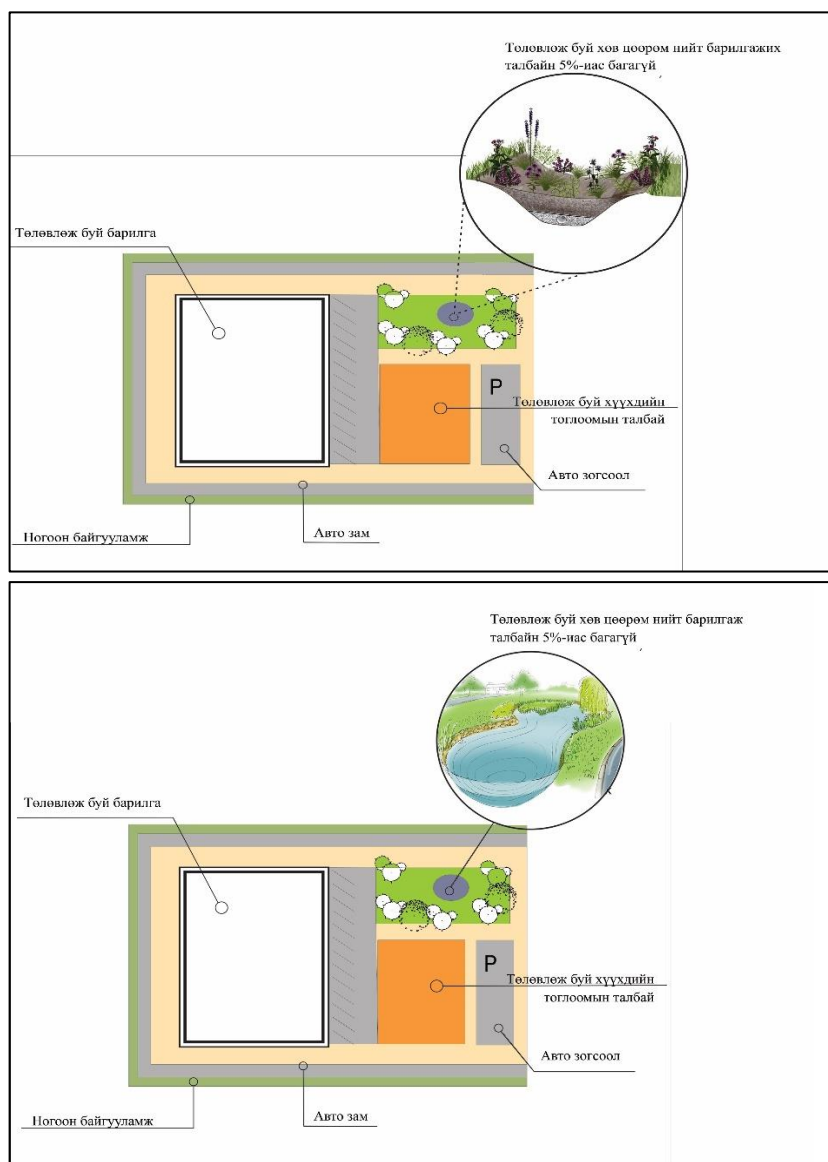 Төлөвлөж буй хөв цөөрөм нийт барилгажих
талбайн 5%-иас багагүй
Төлөвлөж буй барилга
P
Төлөвлөж буй хүүхдийн
тоглоомын талбай
Авто зогсоол
Авто зам
Ногоон байгууламж
Төлөвлөж буй хөв цөөрөм нийт барилгаж
талбайн 5%-иас багагүй
Төлөвлөж буй барилга
P
Төлөвлөж буй хүүхдийн
тоглоомын талбай
Авто зогсоол
Авто зам
Ногоон байгууламж